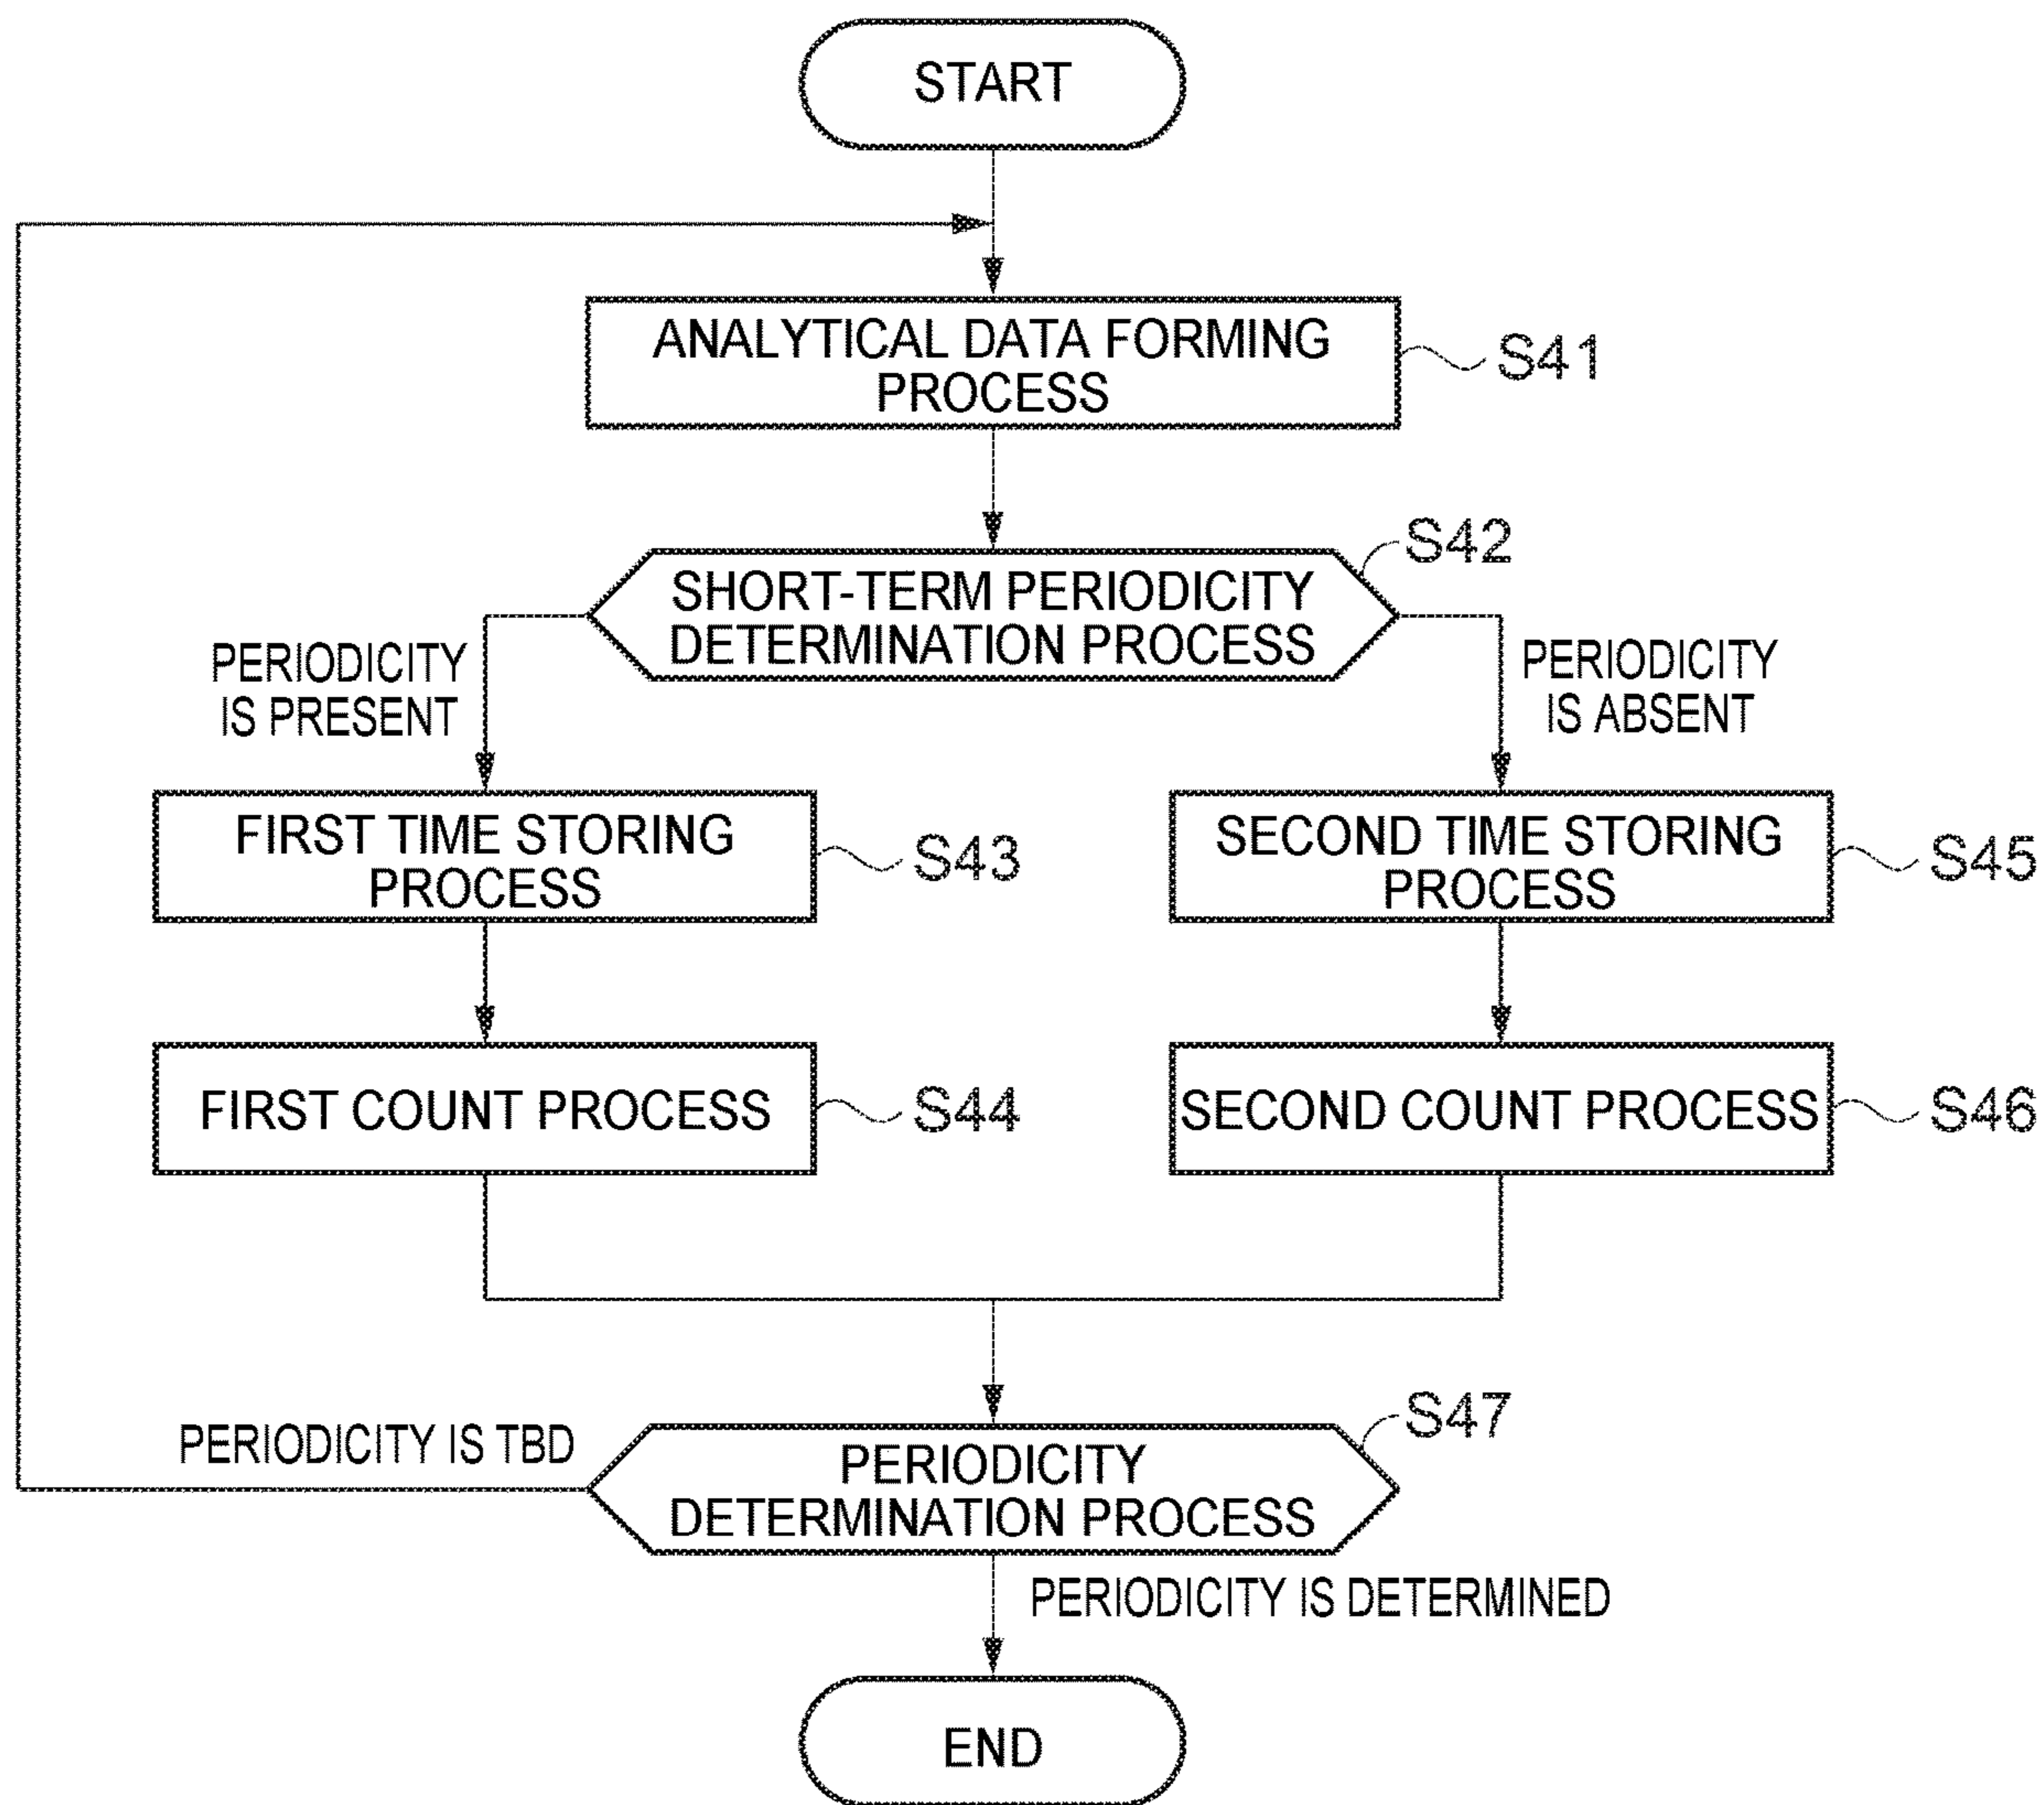 START
ANALYTICAL DATA FORMING
PROCESS
S41
S42
SHORT-TERM PERIODICITY
DETERMINATION PROCESS
PERIODICITY
IS PRESENT
PERIODICITY
IS ABSENT
FIRST TIME STORING
PROCESS
S43
SECOND TIME STORING
PROCESS
S45
FIRST COUNT PROCESS
S44
SECOND COUNT PROCESS
S46
S47
PERIODICITY IS TBD
PERIODICITY
DETERMINATION PROCESS
PERIODICITY IS DETERMINED
END